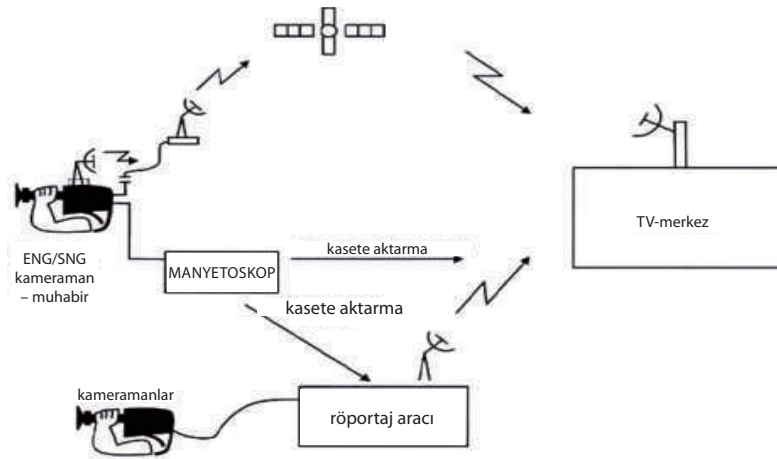 TV-merkez
ENG/SNG
kameraman
– muhabir
MANYETOSKOP
kasete aktarma
kasete aktarma
kameramanlar
röportaj aracı